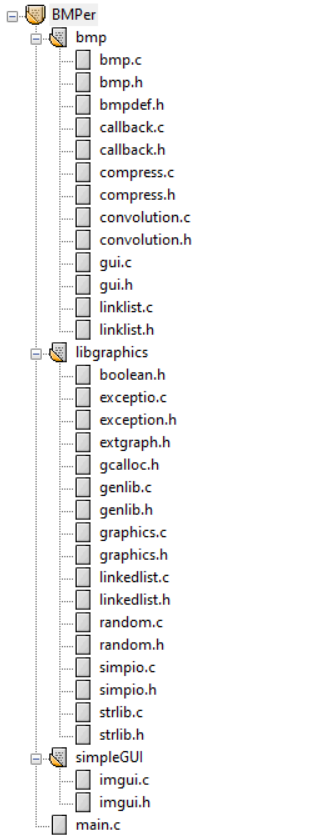 BMPer
bmp
bmp.c
bmp.h
bmpdef.h
callback.c
callback.h
compress.c
compress.h
convolution.c
convolution.h
gui.c
gui.h
linklist.c
linklist.h
libgraphics
boolean.h
exceptio.c
exception.h
extgraph.h
gcalloc.h
genlib.c
genlib.h
graphics.c
graphics.h
linkedlist.c
linkedlist.h
random.c
random.h
simpio.c
simpio.h
strlib.c
strlib.h
simpleGUI
imgui.c
imgui.h
main.c